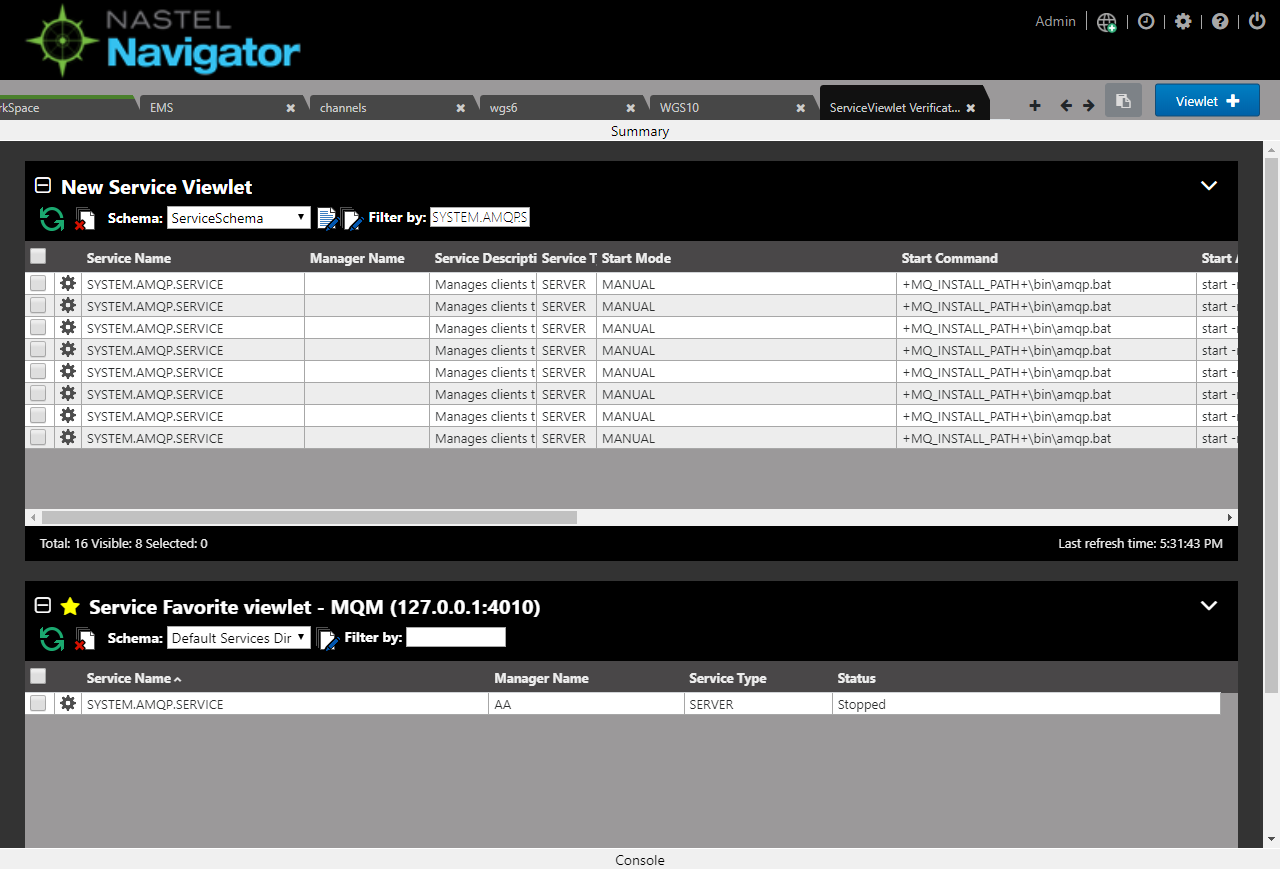 NASTEL
Navigator
Admin
rkSpace
EMS
channels
wgs6
WGS10
ServiceViewlet Verificat...
Viewlet
Summary
New Service Viewlet
Schema: ServiceSchema Filter by: SYSTEM.AMQP.S
Service Name Manager Name Service Descripti Service T Start Mode Start Command Start A
SYSTEM.AMQP.SERVICE Manages clients t SERVER MANUAL +MQ_INSTALL_PATH+\bin\amqp.bat start -
SYSTEM.AMQP.SERVICE Manages clients t SERVER MANUAL +MQ_INSTALL_PATH+\bin\amqp.bat start -
SYSTEM.AMQP.SERVICE Manages clients t SERVER MANUAL +MQ_INSTALL_PATH+\bin\amqp.bat start -
SYSTEM.AMQP.SERVICE Manages clients t SERVER MANUAL +MQ_INSTALL_PATH+\bin\amqp.bat start -
SYSTEM.AMQP.SERVICE Manages clients t SERVER MANUAL +MQ_INSTALL_PATH+\bin\amqp.bat start -
SYSTEM.AMQP.SERVICE Manages clients t SERVER MANUAL +MQ_INSTALL_PATH+\bin\amqp.bat start -
SYSTEM.AMQP.SERVICE Manages clients t SERVER MANUAL +MQ_INSTALL_PATH+\bin\amqp.bat start -
SYSTEM.AMQP.SERVICE Manages clients t SERVER MANUAL +MQ_INSTALL_PATH+\bin\amqp.bat start -
Total: 16 Visible: 8 Selected: 0 Last refresh time: 5:31:43 PM
Service Favorite viewlet - MQM (127.0.0.1:4010)
Schema: Default Services Dir Filter by:
Service Name Manager Name Service Type Status
SYSTEM.AMQP.SERVICE AA SERVER Stopped
Console